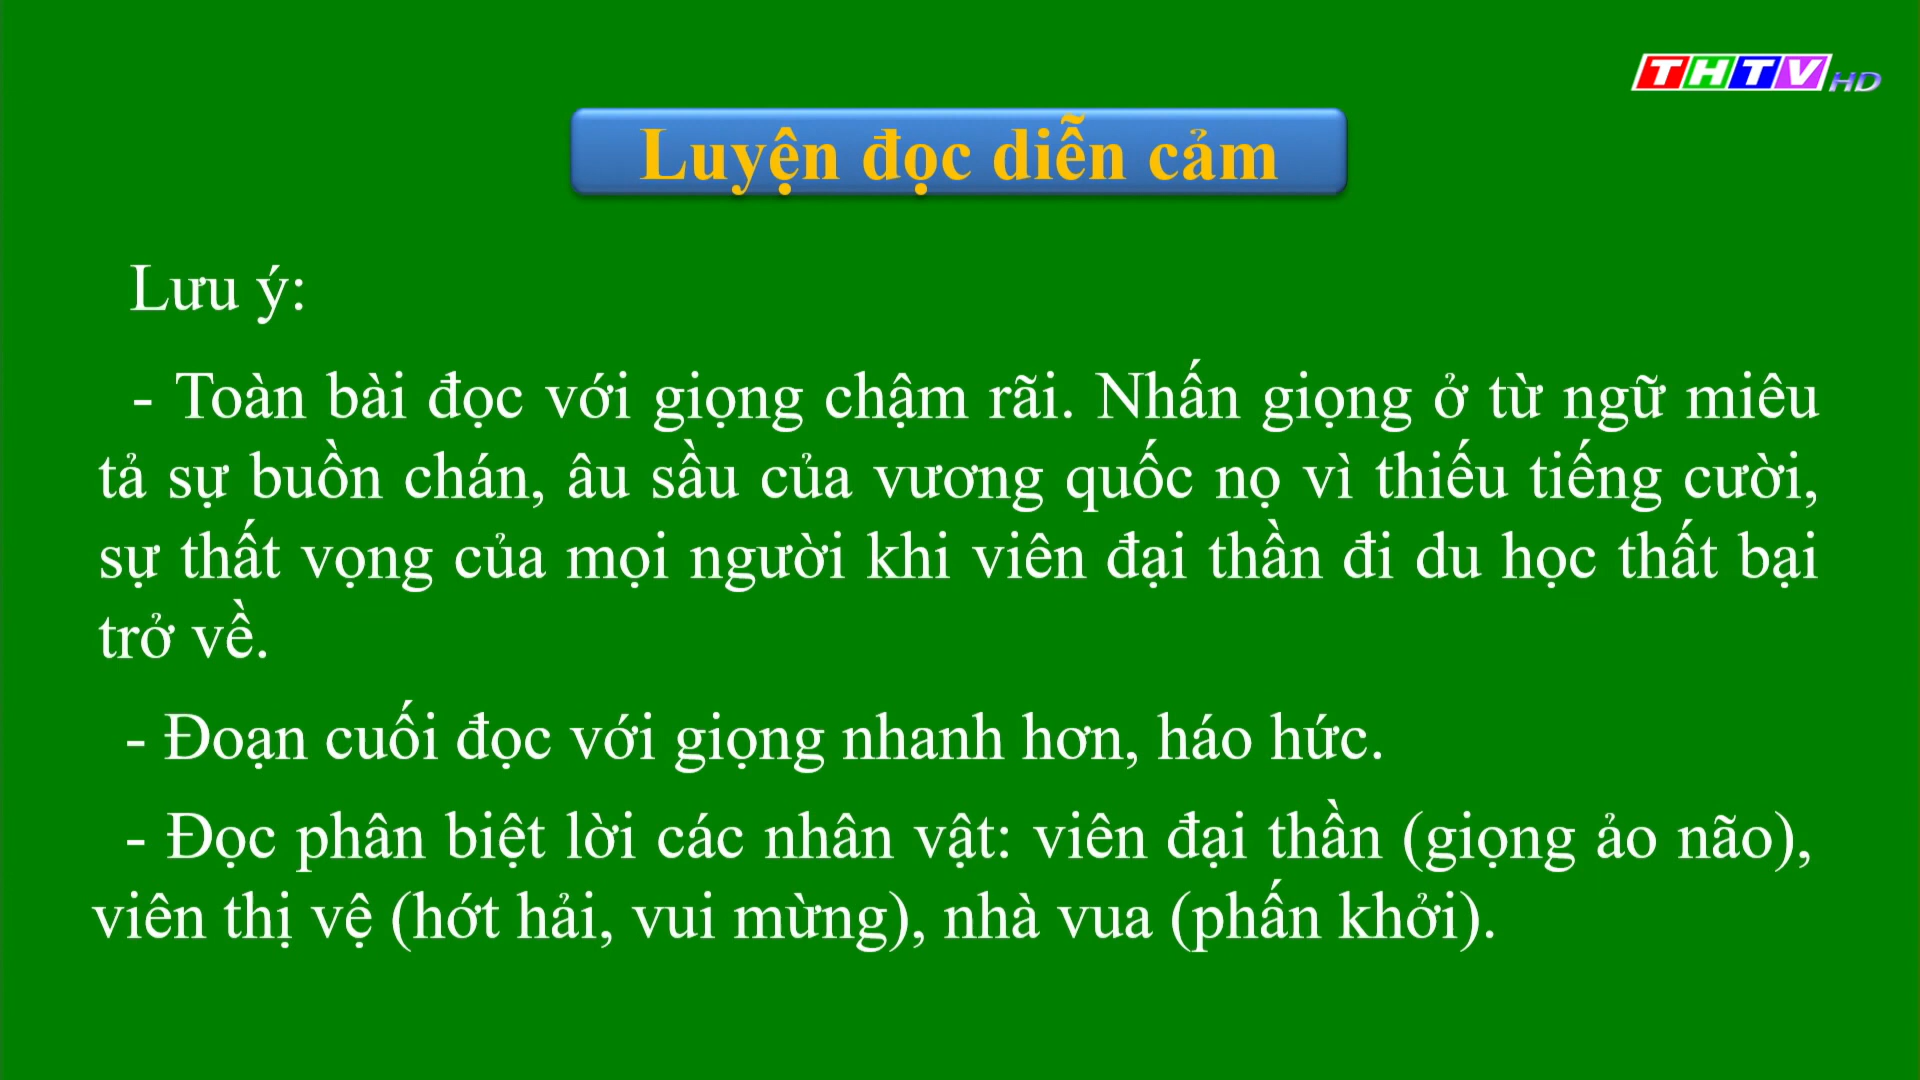 THTV HD
Luyện đọc diễn cảm
Lưu ý:
- Toàn bài đọc với giọng chậm rãi. Nhấn giọng ở từ ngữ miêu
tả sự buồn chán, âu sầu của vương quốc nọ vì thiếu tiếng cười,
sự thất vọng của mọi người khi viên đại thần đi du học thất bại
trở về.
- Đoạn cuối đọc với giọng nhanh hơn, háo hức.
- Đọc phân biệt lời các nhân vật: viên đại thần (giọng ảo não),
viên thị vệ (hớt hải, vui mừng), nhà vua (phấn khởi).